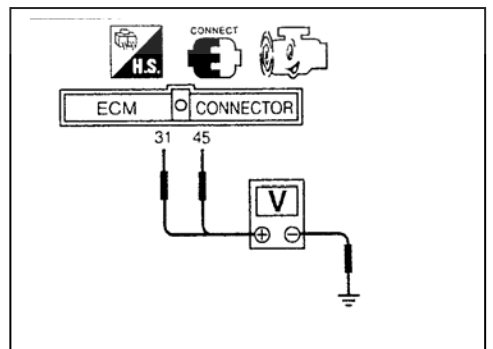 CONNECT
H.S.
ECM CONNECTOR
31 45
V
⊕ ⊖